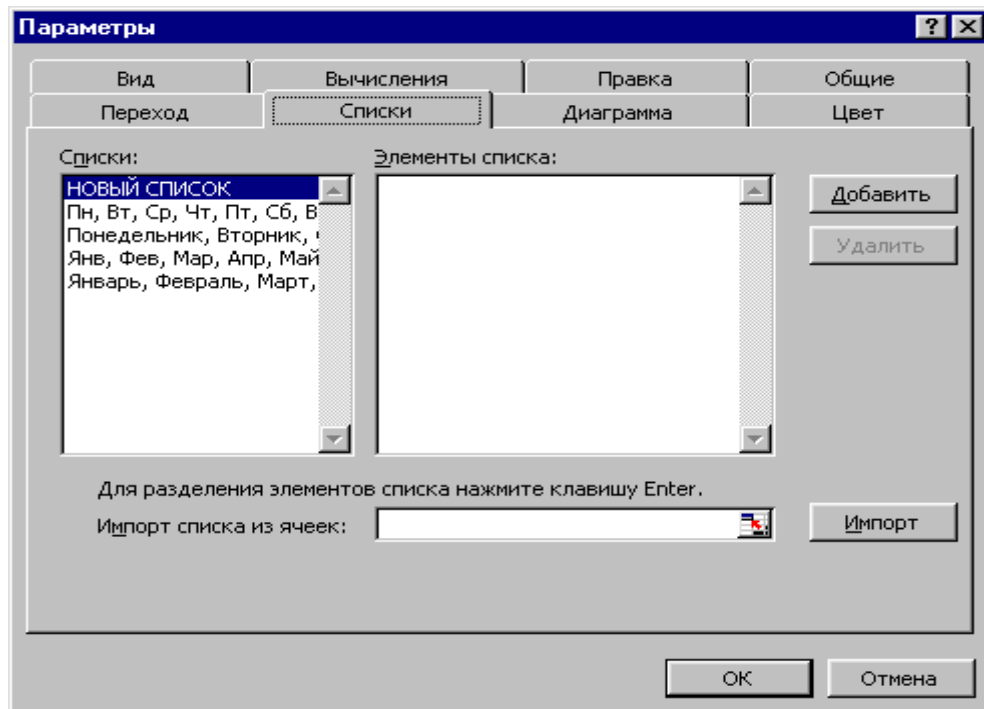 Параметры
Вид Вычисления Правка Общие
Переход Списки Диаграмма Цвет
Списки: Элементы списка:
НОВЫЙ СПИСОК
Пн, Вт, Ср, Чт, Пт, Сб, В
Понедельник, Вторник,
Янв, Фев, Мар, Апр, Май
Январь, Февраль, Март,
Добавить
Удалить
Для разделения элементов списка нажмите клавишу Enter.
Импорт списка из ячеек: Импорт
OK Отмена